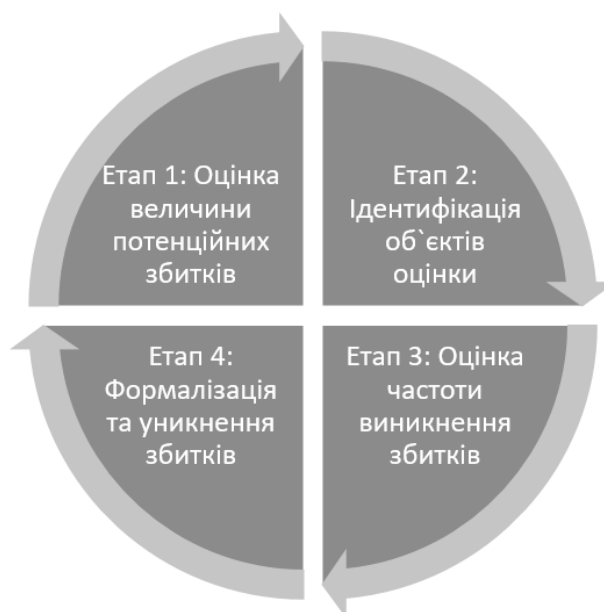 Етап 1: Оцінка
величини
потенційних
збитків
Етап 2:
Ідентифікація
об`єктів
оцінки
Етап 3: Оцінка
частоти
виникнення
збитків
Етап 4:
Формалізація
та уникнення
збитків